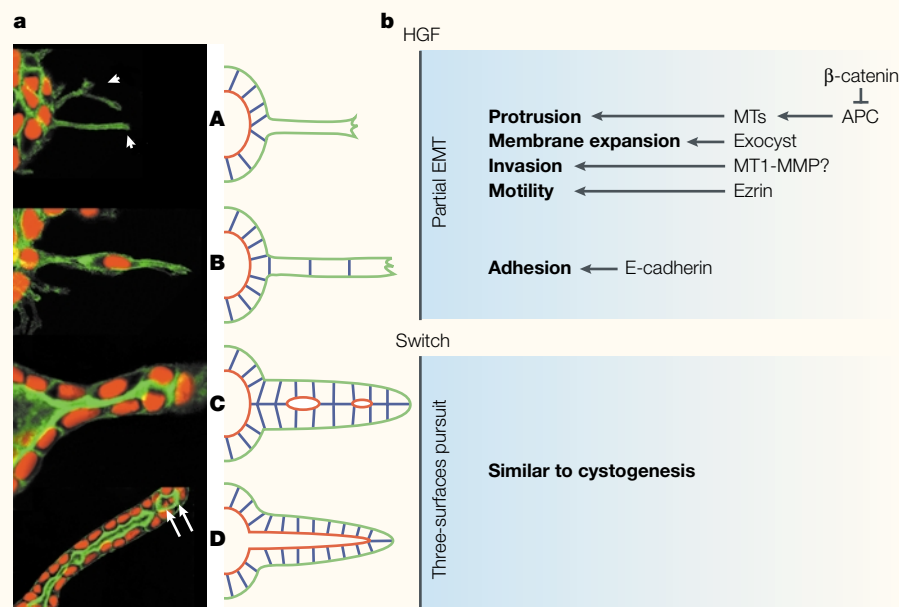 a
b
HGF
A
B
C
D
Partial EMT
β-catenin
Protrusion MTs APC
Membrane expansion Exocyst
Invasion MT1-MMP?
Motility Ezrin
Adhesion E-cadherin
Switch
Three-surfaces pursuit
Similar to cystogenesis